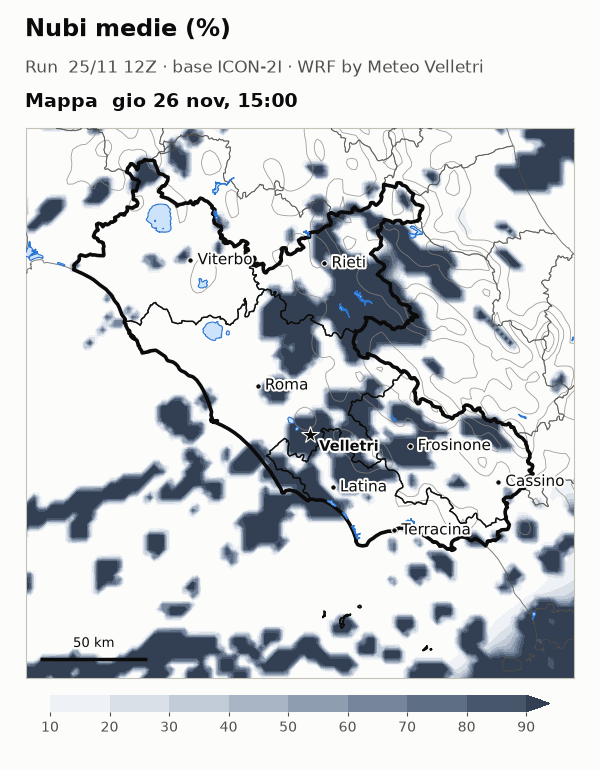 Nubi medie (%)
Run  25/11 12Z · base ICON-2I · WRF by Meteo Velletri
Mappa  gio 26 nov, 15:00
Viterbo
Rieti
Roma
Velletri
Frosinone
Latina
Cassino
Terracina
50 km
10 20 30 40 50 60 70 80 90